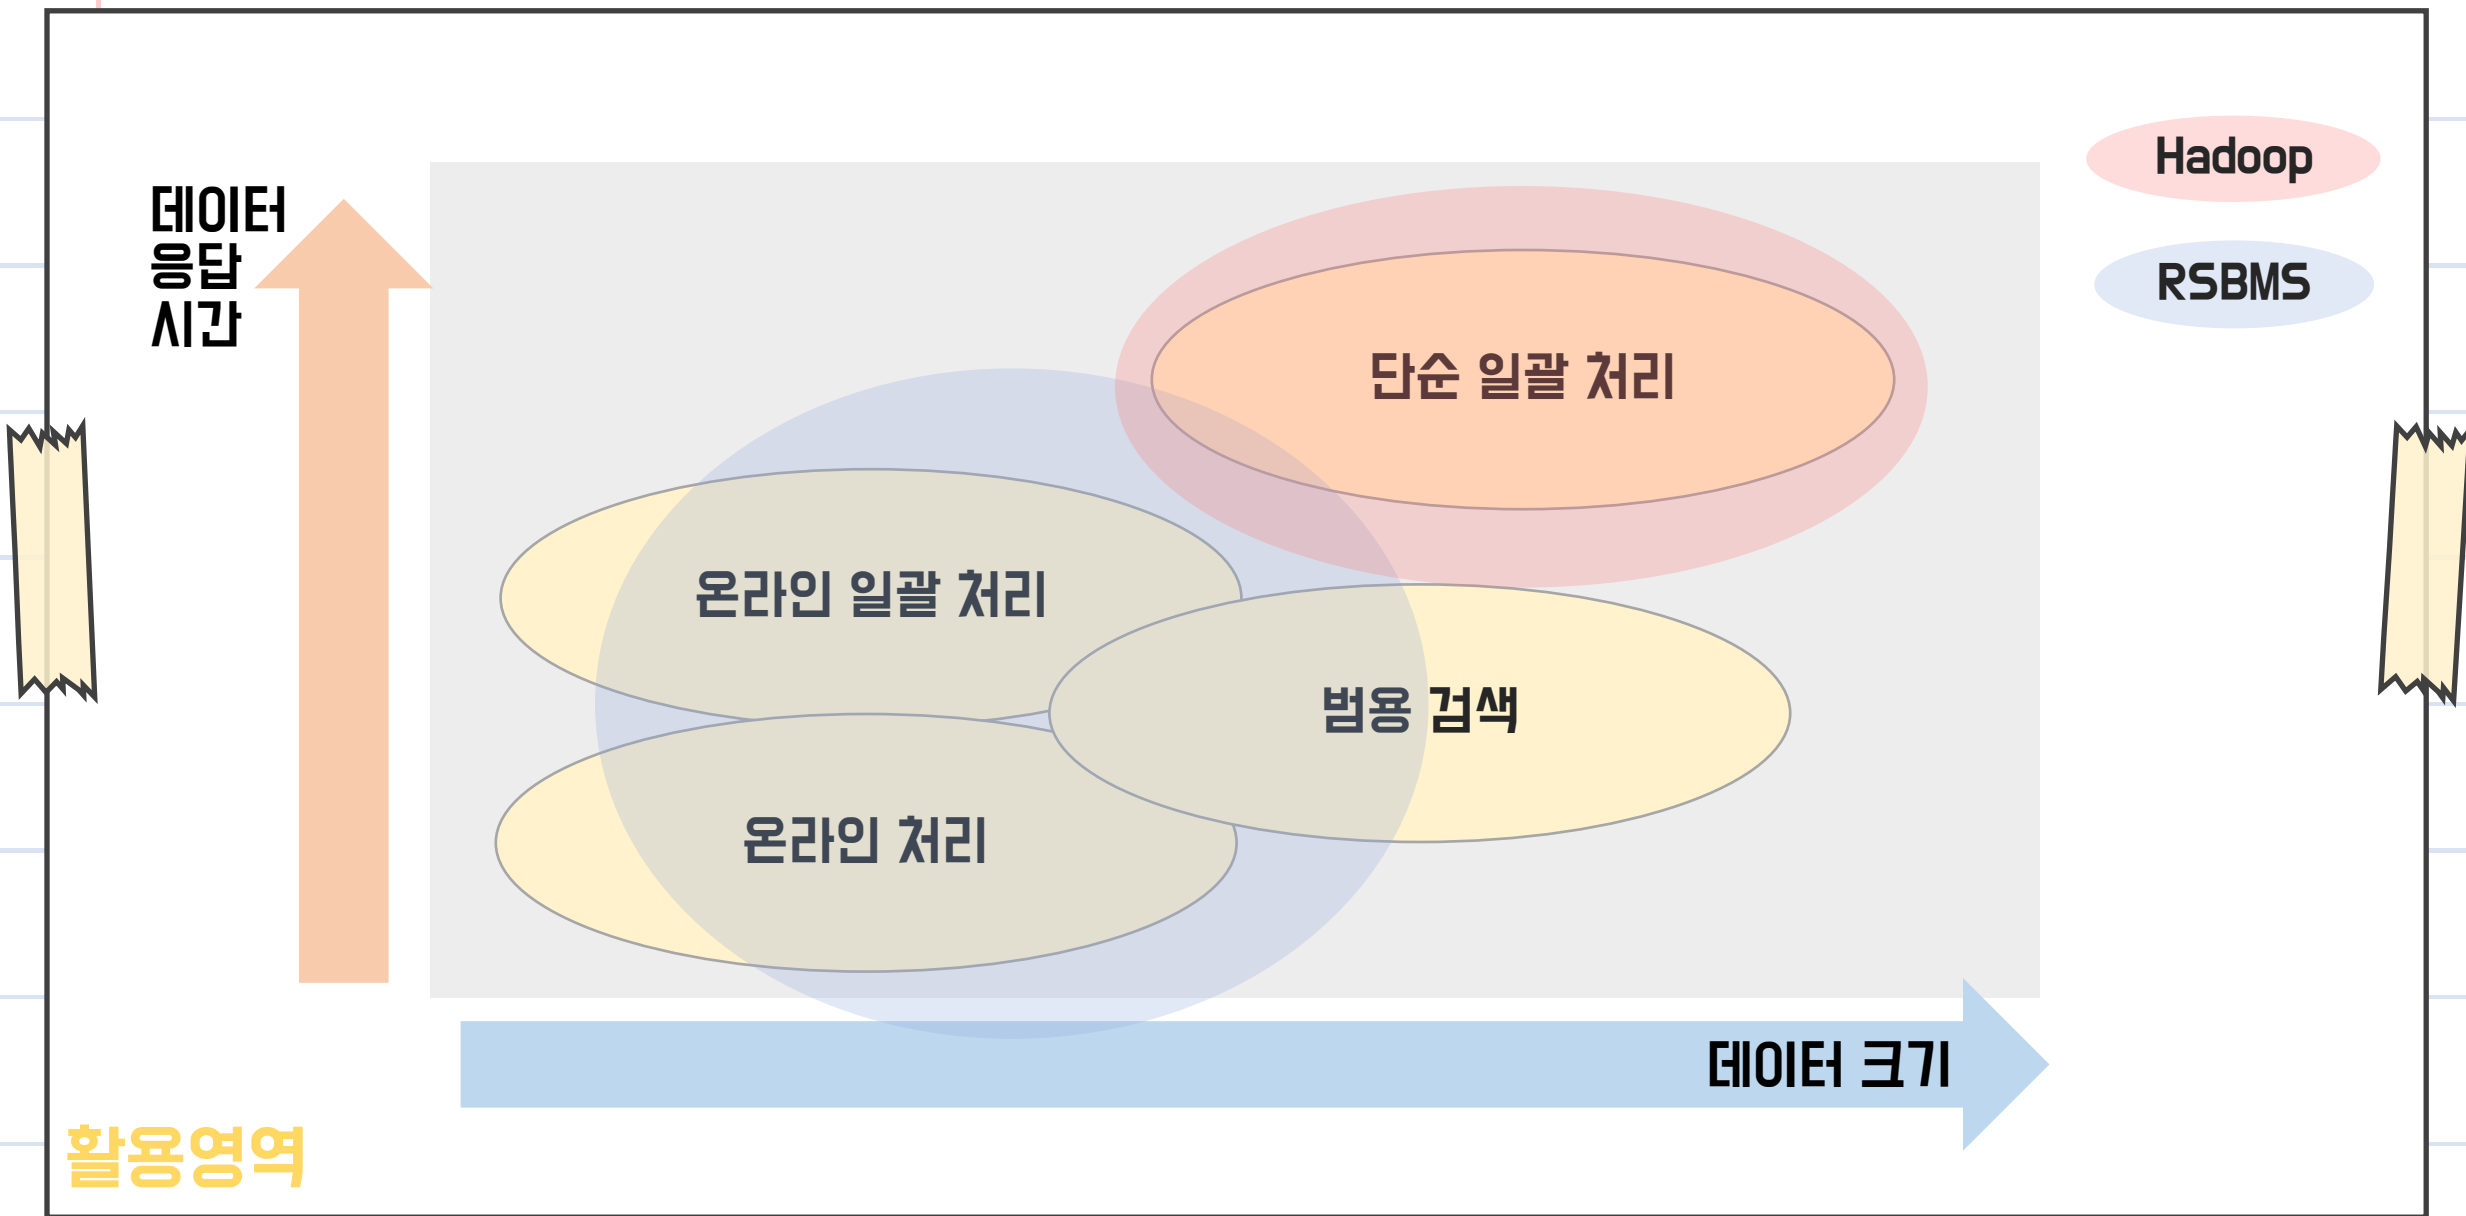 데이터
응답
시간
Hadoop
RSBMS
단순 일괄 처리
온라인 일괄 처리
범용 검색
온라인 처리
데이터 크기
활용영역